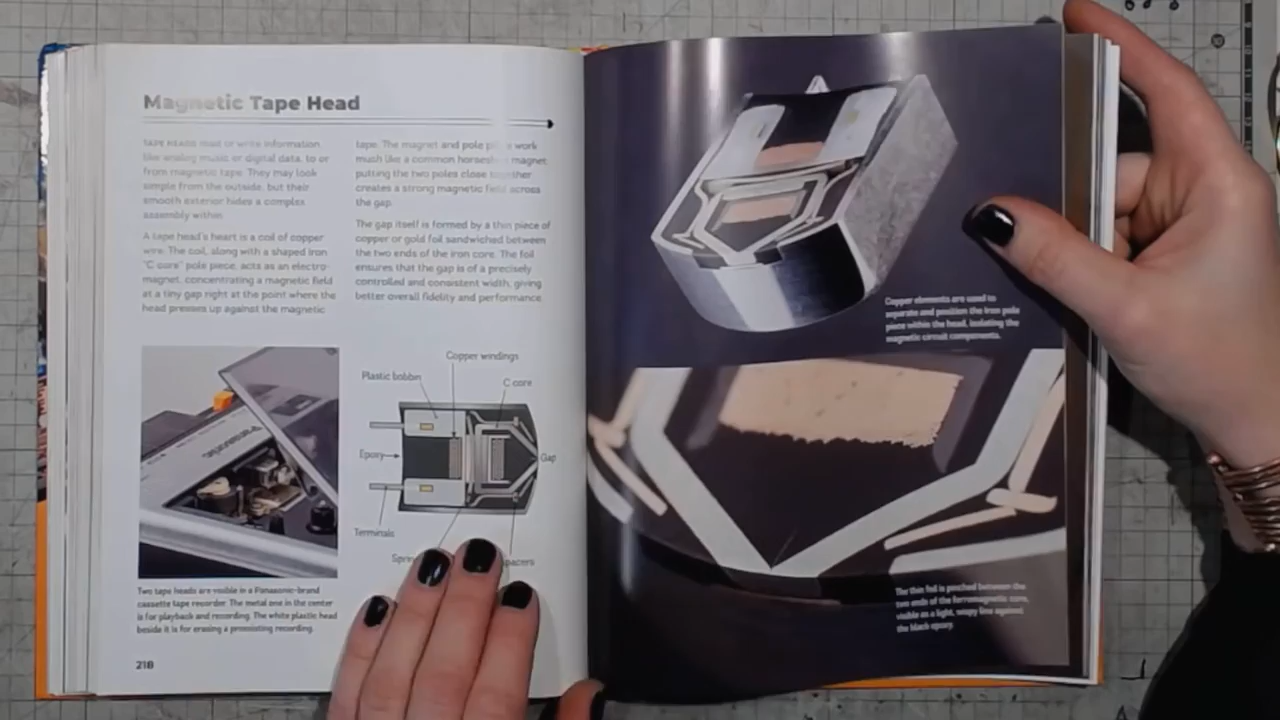 Magnetic Tape Head
TAPE HEADS read or write information,
like analog music or digital data, to or
from magnetic tape. They may look
simple from the outside, but their
smooth exterior hides a complex
assembly within.
A tape head's heart is a coil of copper
wire. The coil, along with a shaped iron
"C core" pole piece, acts as an electro-
magnet, concentrating a magnetic field
at a tiny gap right at the point where the
head presses up against the magnetic
tape. The magnet and pole piece work
much like a common horseshoe magnet:
putting the two poles close together
creates a strong magnetic field across
the gap.
The gap itself is formed by a thin piece of
copper or gold foil sandwiched between
the two ends of the iron core. The foil
ensures that the gap is of a precisely
controlled and consistent width, giving
better overall fidelity and performance.
Copper windings
Plastic bobbin
C core
Epoxy
Gap
Terminals
Panasonic
Two tape heads are visible in a Panasonic-brand
cassette tape recorder. The metal one in the center
is for playback and recording. The white plastic head
beside it is for erasing a preexisting recording.
218
Copper elements are used to
separate and position the iron pole
piece within the head, isolating the
magnetic circuit components.
The thin foil is pinched between the
two ends of the ferromagnetic core,
visible as a light, wispy line against
the black epoxy.